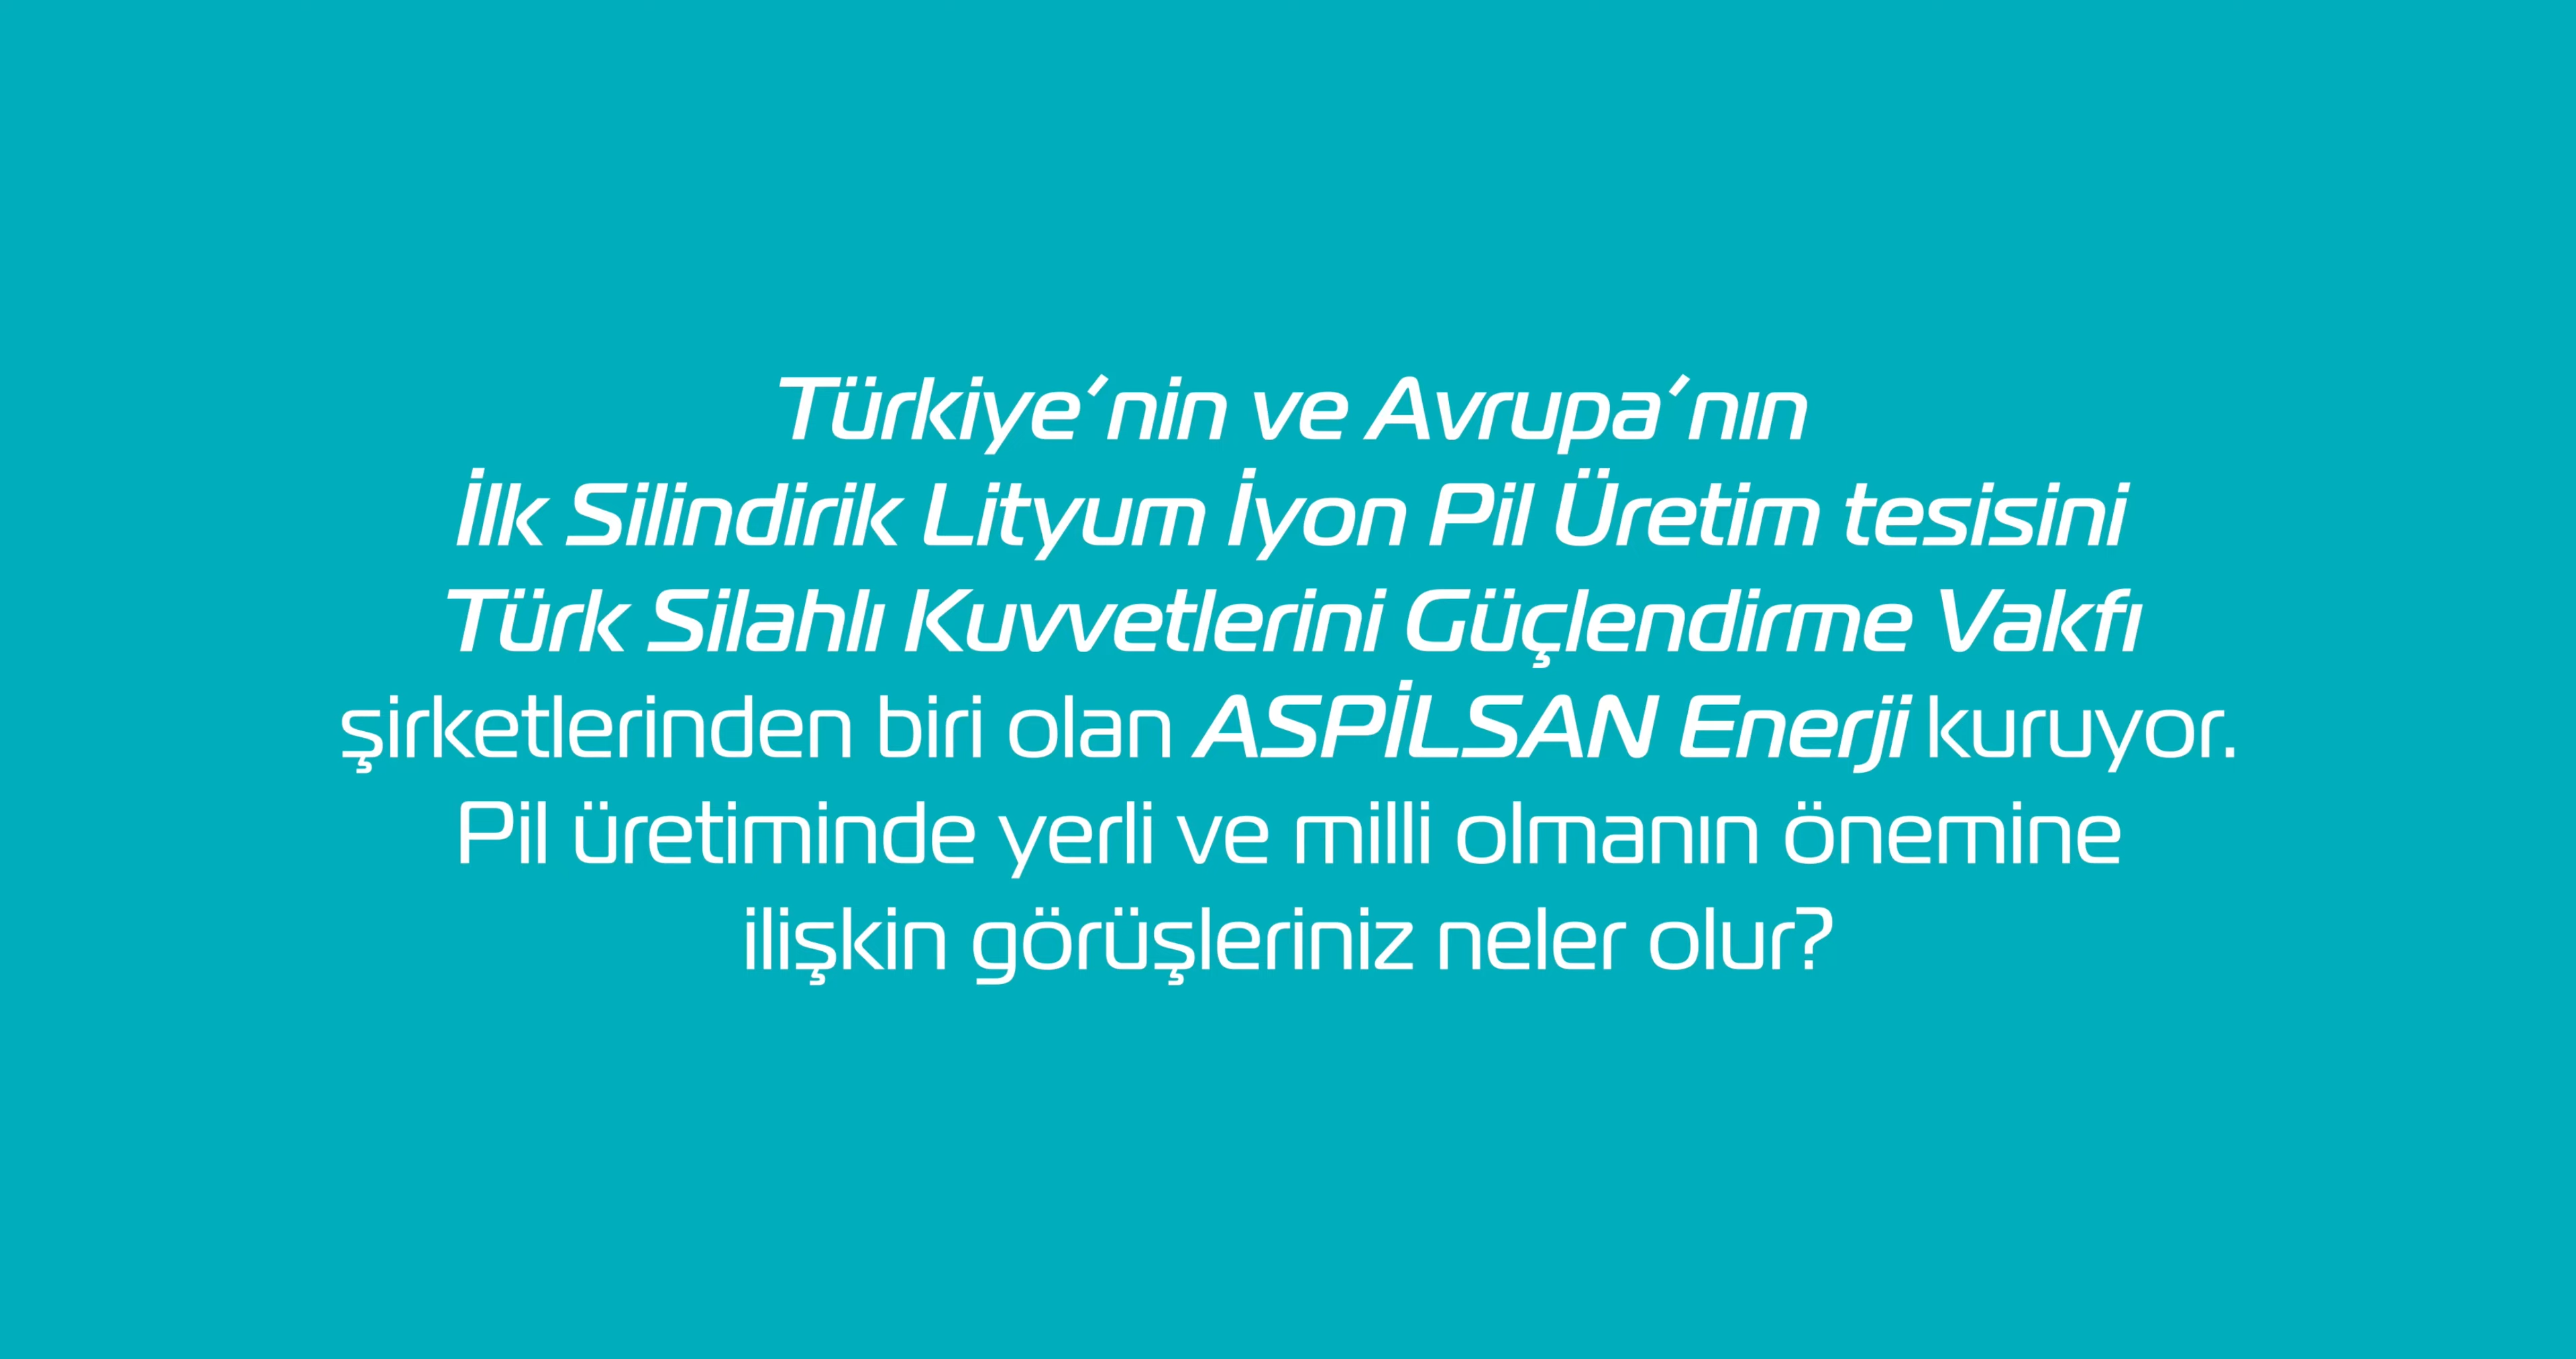 Türkiye’nin ve Avrupa’nın
İlk Silindirik Lityum İyon Pil Üretim tesisini
Türk Silahlı Kuvvetlerini Güçlendirme Vakfı
şirketlerinden biri olan ASPİLSAN Enerji kuruyor.
Pil üretiminde yerli ve milli olmanın önemine
ilişkin görüşleriniz neler olur?